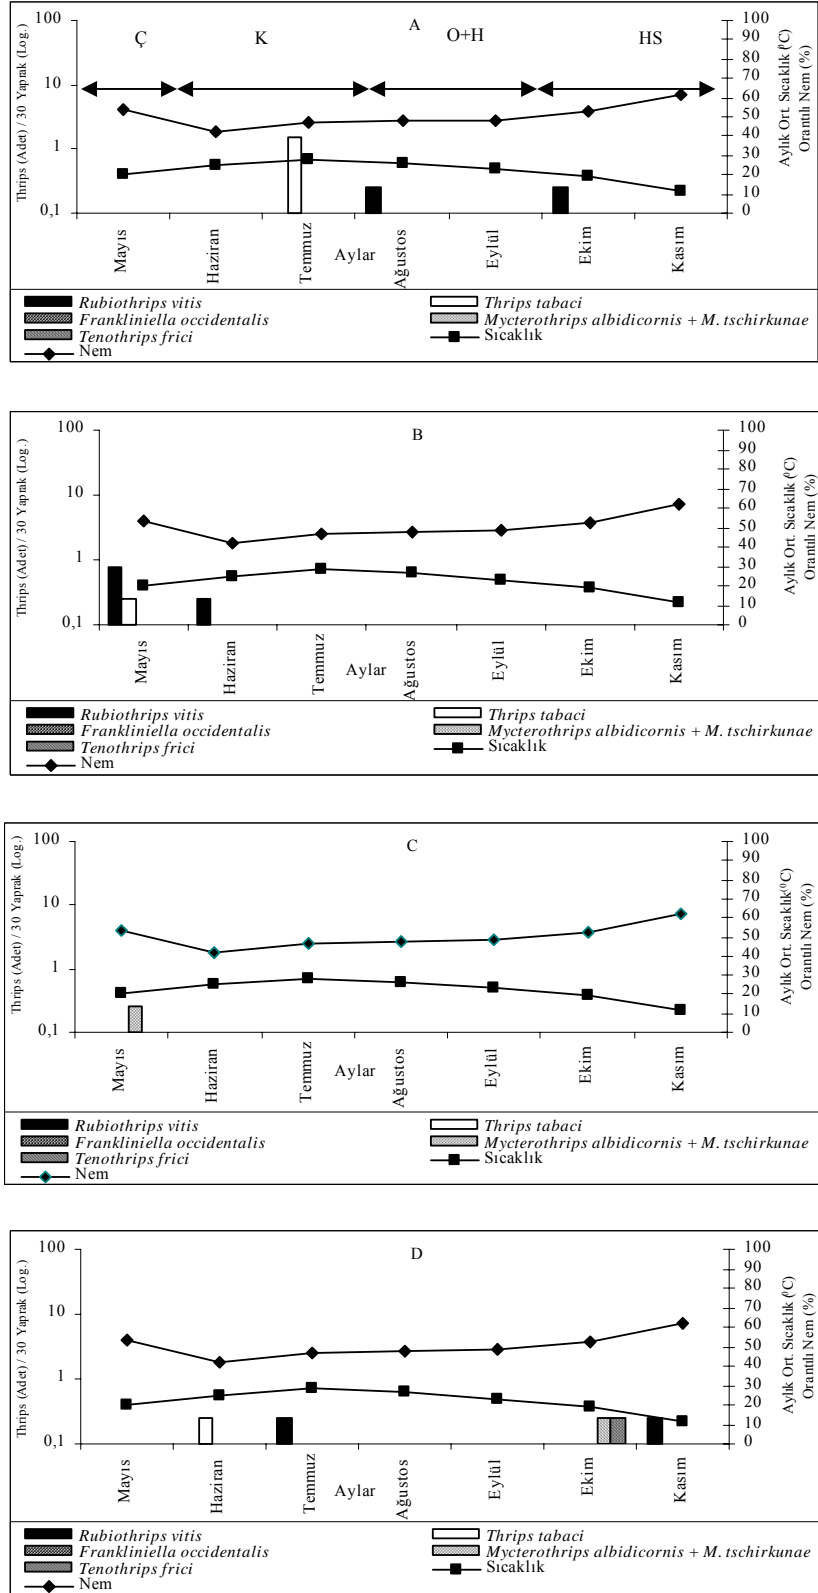 A
Ç K O+H HS
Thrips (Adet) / 30 Yaprak (Log.)
100
10
1
0,1
100
90
80
70
60
50
40
30
20
10
0
Aylık Ort. Sıcaklık (⁰C)
Orantılı Nem (%)
Mayıs
Haziran
Temmuz
Ağustos
Eylül
Ekim
Kasım
Aylar
Rubiothrips vitis
Thrips tabaci
Frankliniella occidentalis
Mycterothrips albidicornis + M. tschirkunae
Tenothrips frici
Sıcaklık
Nem
B
Thrips (Adet) / 30 Yaprak (Log.)
100
10
1
0,1
100
90
80
70
60
50
40
30
20
10
0
Aylık Ort. Sıcaklık (⁰C)
Orantılı Nem (%)
Mayıs
Haziran
Temmuz
Ağustos
Eylül
Ekim
Kasım
Aylar
Rubiothrips vitis
Thrips tabaci
Frankliniella occidentalis
Mycterothrips albidicornis + M. tschirkunae
Tenothrips frici
Sıcaklık
Nem
C
Thrips (Adet) / 30 Yaprak (Log.)
100
10
1
0,1
100
90
80
70
60
50
40
30
20
10
0
Aylık Ort. Sıcaklık(⁰C)
Orantılı Nem (%)
Mayıs
Haziran
Temmuz
Ağustos
Eylül
Ekim
Kasım
Aylar
Rubiothrips vitis
Thrips tabaci
Frankliniella occidentalis
Mycterothrips albidicornis + M. tschirkunae
Tenothrips frici
Sıcaklık
Nem
D
Thrips (Adet) / 30 Yaprak (Log.)
100
10
1
0,1
100
90
80
70
60
50
40
30
20
10
0
Aylık Ort. Sıcaklık (⁰C)
Orantılı Nem (%)
Mayıs
Haziran
Temmuz
Ağustos
Eylül
Ekim
Kasım
Aylar
Rubiothrips vitis
Thrips tabaci
Frankliniella occidentalis
Mycterothrips albidicornis + M. tschirkunae
Tenothrips frici
Sıcaklık
Nem